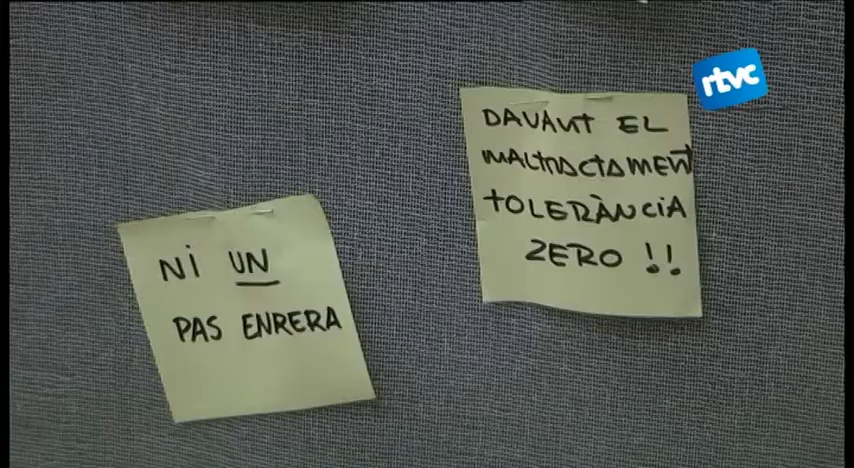 rtvc
DAVANT EL
MALTRACTAMENT
TOLERÀNCIA
ZERO !!
NI UN
PAS ENRERA